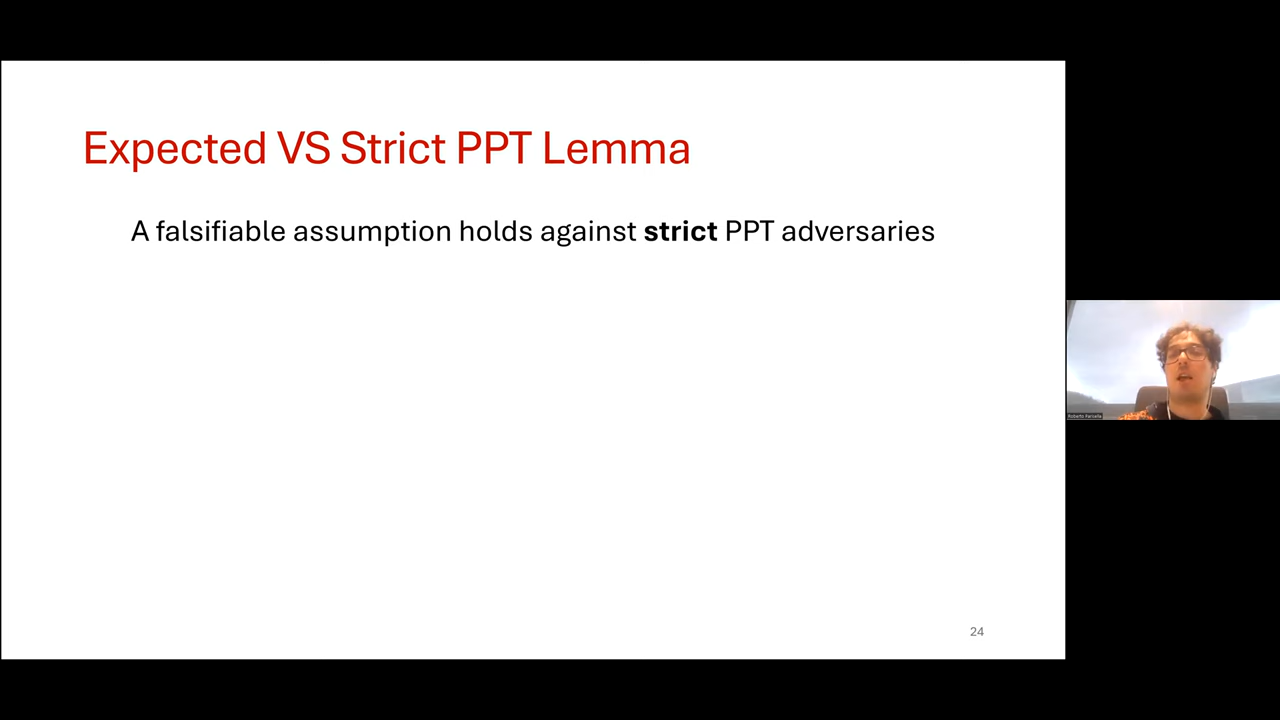 Expected VS Strict PPT Lemma
A falsifiable assumption holds against strict PPT adversaries
24